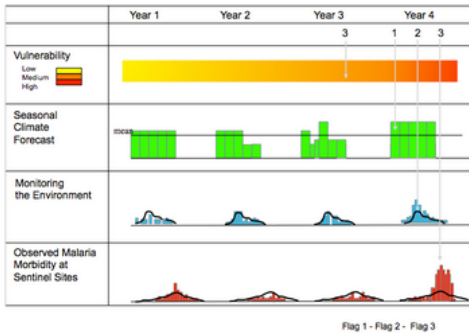 Year 1 Year 2 Year 3 Year 4
3 1 2 3
Vulnerability
Low
Medium
High
Seasonal
Climate
Forecast
mean
Monitoring
the Environment
Observed Malaria
Morbidity at
Sentinel Sites
Flag 1 - Flag 2 - Flag 3